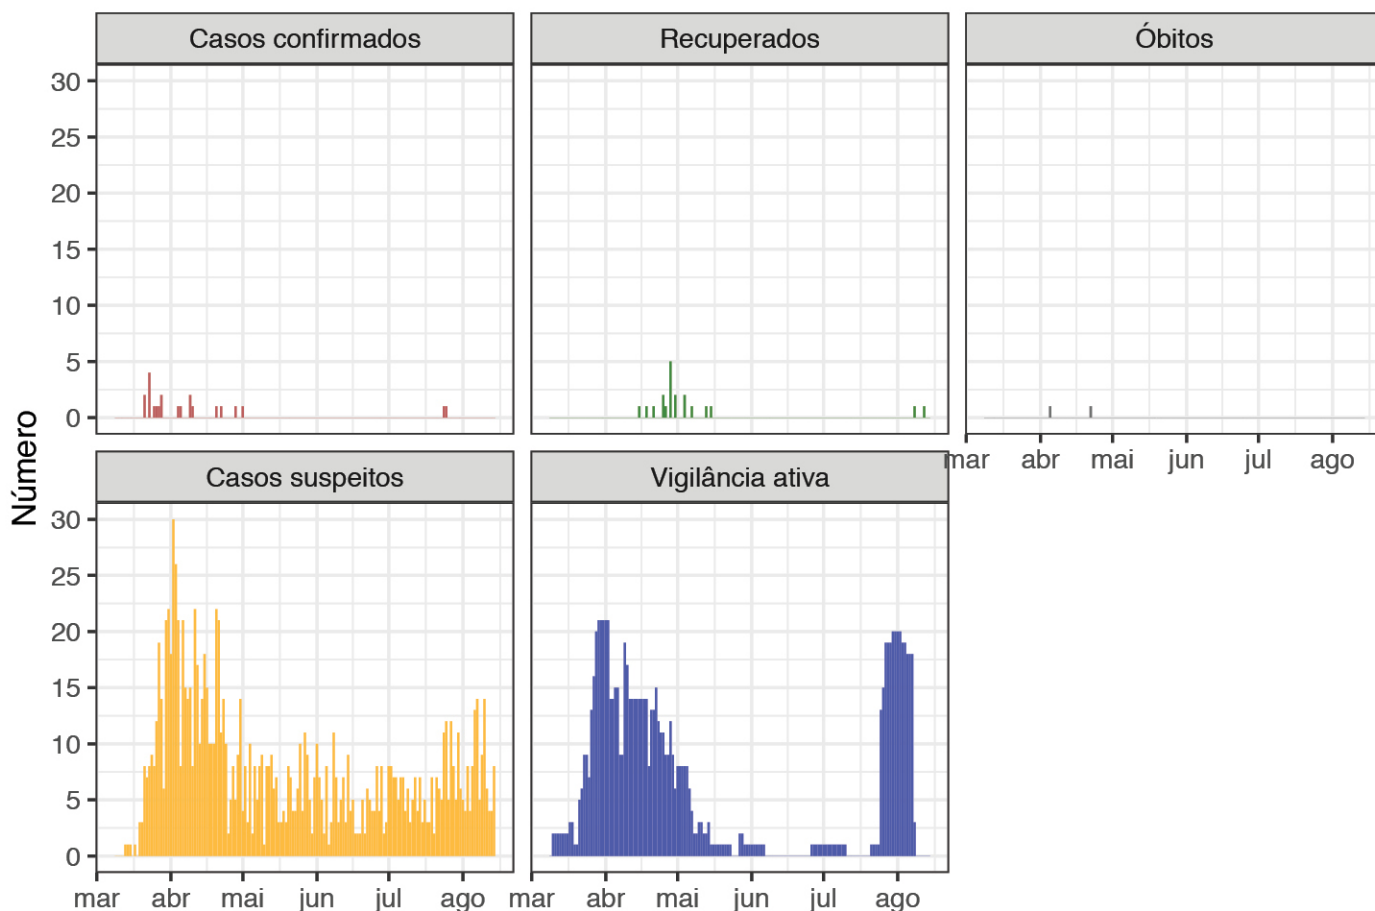 Casos confirmados
Recuperados
Óbitos
30
25
20
15
10
5
0
mar abr mai jun jul ago
Número
Casos suspeitos
Vigilância ativa
30
25
20
15
10
5
0
mar abr mai jun jul ago
mar abr mai jun jul ago